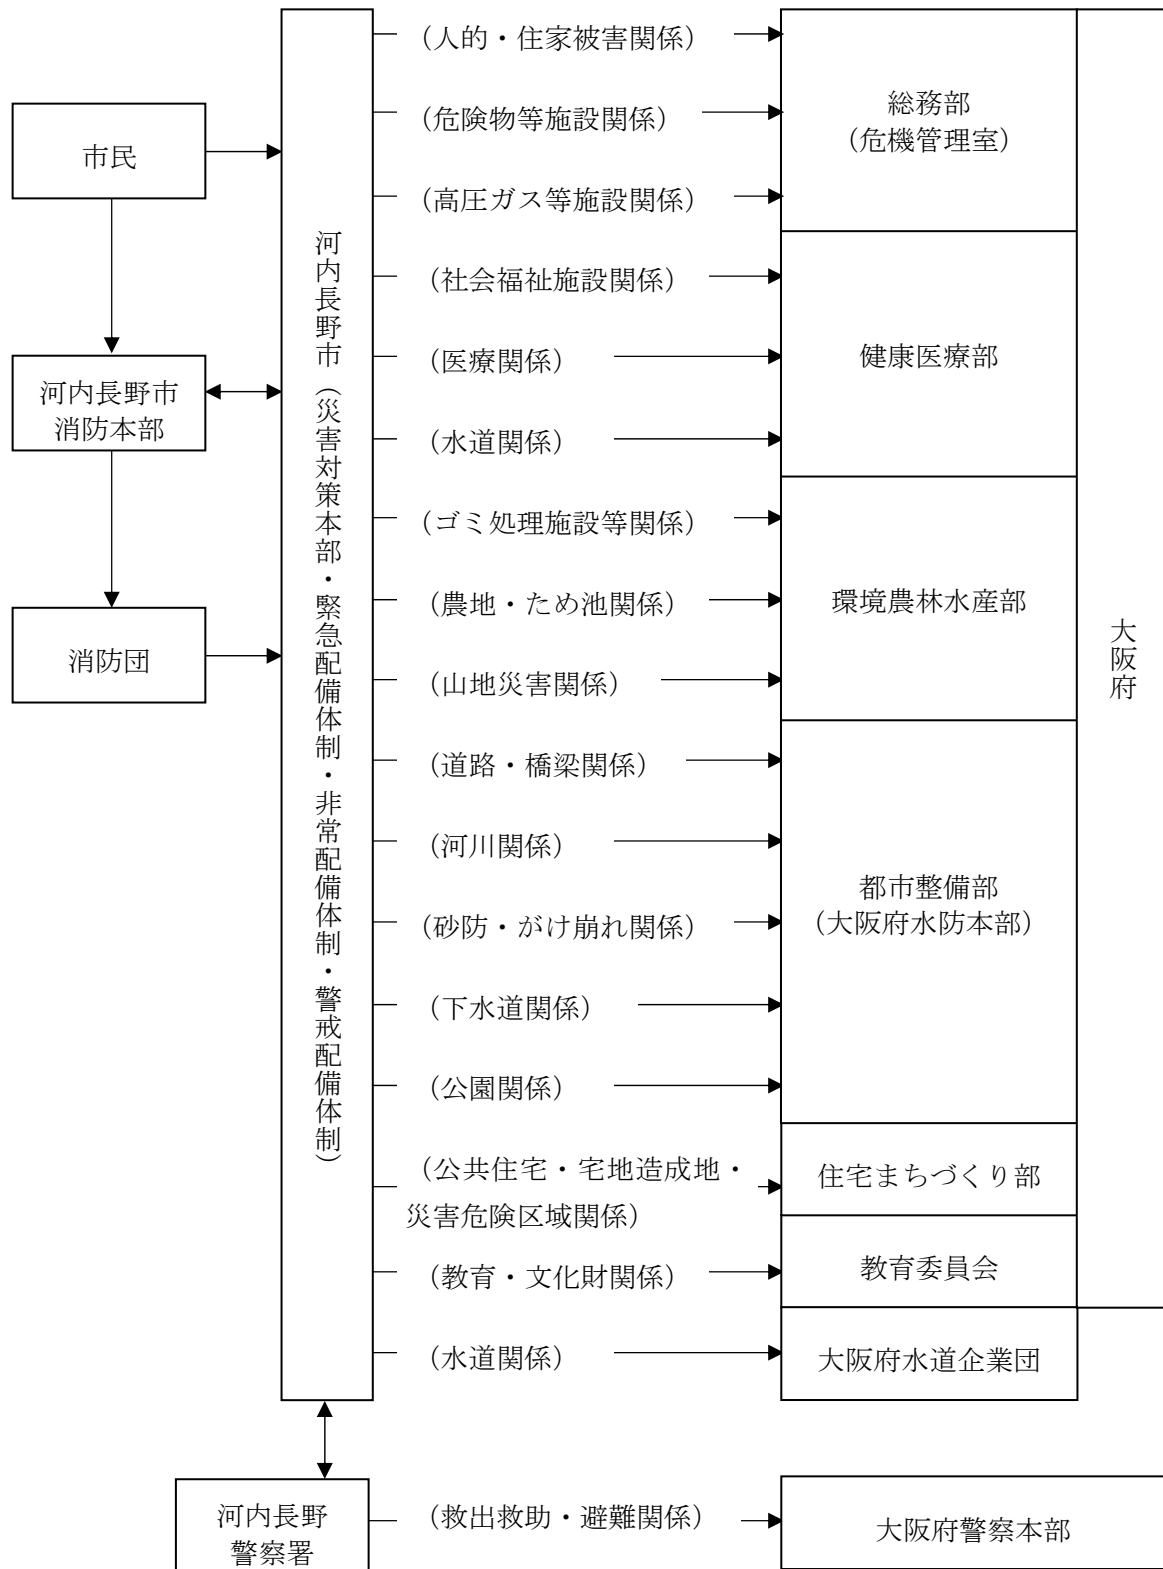 市民
河内長野市
消防本部
消防団
河内長野市（災害対策本部・緊急配備体制・非常配備体制・警戒配備体制）
（人的・住家被害関係）
（危険物等施設関係）
（高圧ガス等施設関係）
（社会福祉施設関係）
（医療関係）
（水道関係）
（ゴミ処理施設等関係）
（農地・ため池関係）
（山地災害関係）
（道路・橋梁関係）
（河川関係）
（砂防・がけ崩れ関係）
（下水道関係）
（公園関係）
（公共住宅・宅地造成地・
災害危険区域関係）
（教育・文化財関係）
（水道関係）
総務部
（危機管理室）
健康医療部
環境農林水産部
都市整備部
（大阪府水防本部）
住宅まちづくり部
教育委員会
大阪府水道企業団
大阪府
河内長野
警察署
（救出救助・避難関係）
大阪府警察本部